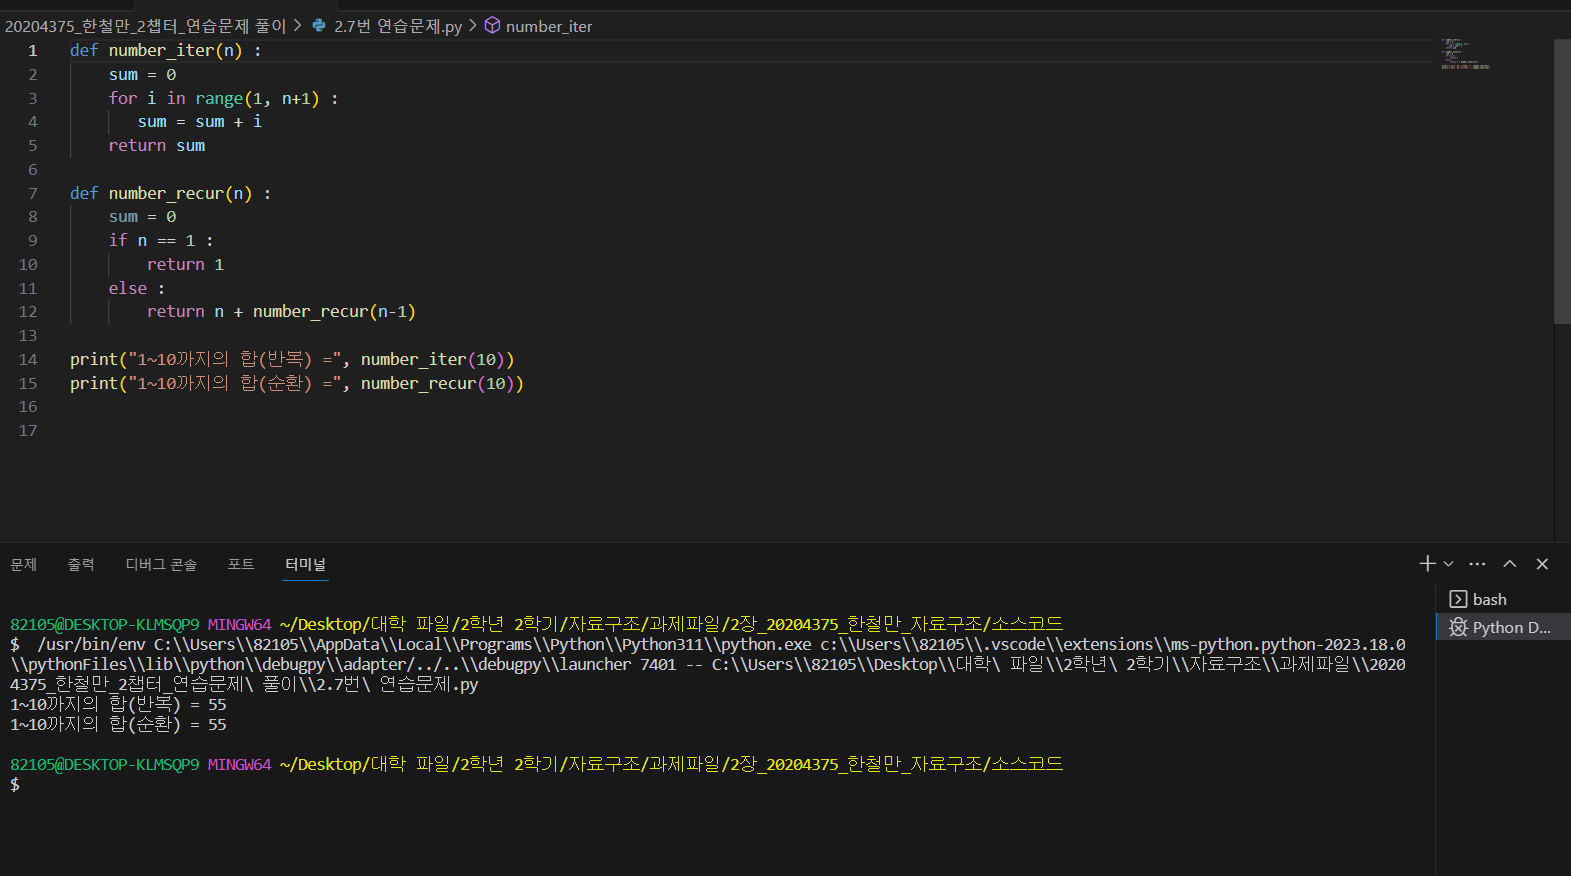 20204375_한철만_2챕터_연습문제 풀이 > 2.7번 연습문제.py > number_iter
1 def number_iter(n) :
2 sum = 0
3 for i in range(1, n+1) :
4 sum = sum + i
5 return sum
6
7 def number_recur(n) :
8 sum = 0
9 if n == 1 :
10 return 1
11 else :
12 return n + number_recur(n-1)
13
14 print("1~10까지의 합(반복) =", number_iter(10))
15 print("1~10까지의 합(순환) =", number_recur(10))
16
17
문제 출력 디버그 콘솔 포트 터미널
bash
Python D...
82105@DESKTOP-KLMSQP9 MINGW64 ~/Desktop/대학 파일/2학년 2학기/자료구조/과제파일/2장_20204375_한철만_자료구조/소스코드
$ /usr/bin/env C:\\Users\\82105\\AppData\\Local\\Programs\\Python\\Python311\\python.exe c:\\Users\\82105\\.vscode\\extensions\\ms-python.python-2023.18.0
\\pythonFiles\\lib\\python\\debugpy\\adapter/../..\\debugpy\\launcher 7401 -- C:\\Users\\82105\\Desktop\\대학\ 파일\\2학년\ 2학기\\자료구조\\과제파일\\2020
4375_한철만_2챕터_연습문제\ 풀이\\2.7번\ 연습문제.py
1~10까지의 합(반복) = 55
1~10까지의 합(순환) = 55
82105@DESKTOP-KLMSQP9 MINGW64 ~/Desktop/대학 파일/2학년 2학기/자료구조/과제파일/2장_20204375_한철만_자료구조/소스코드
$